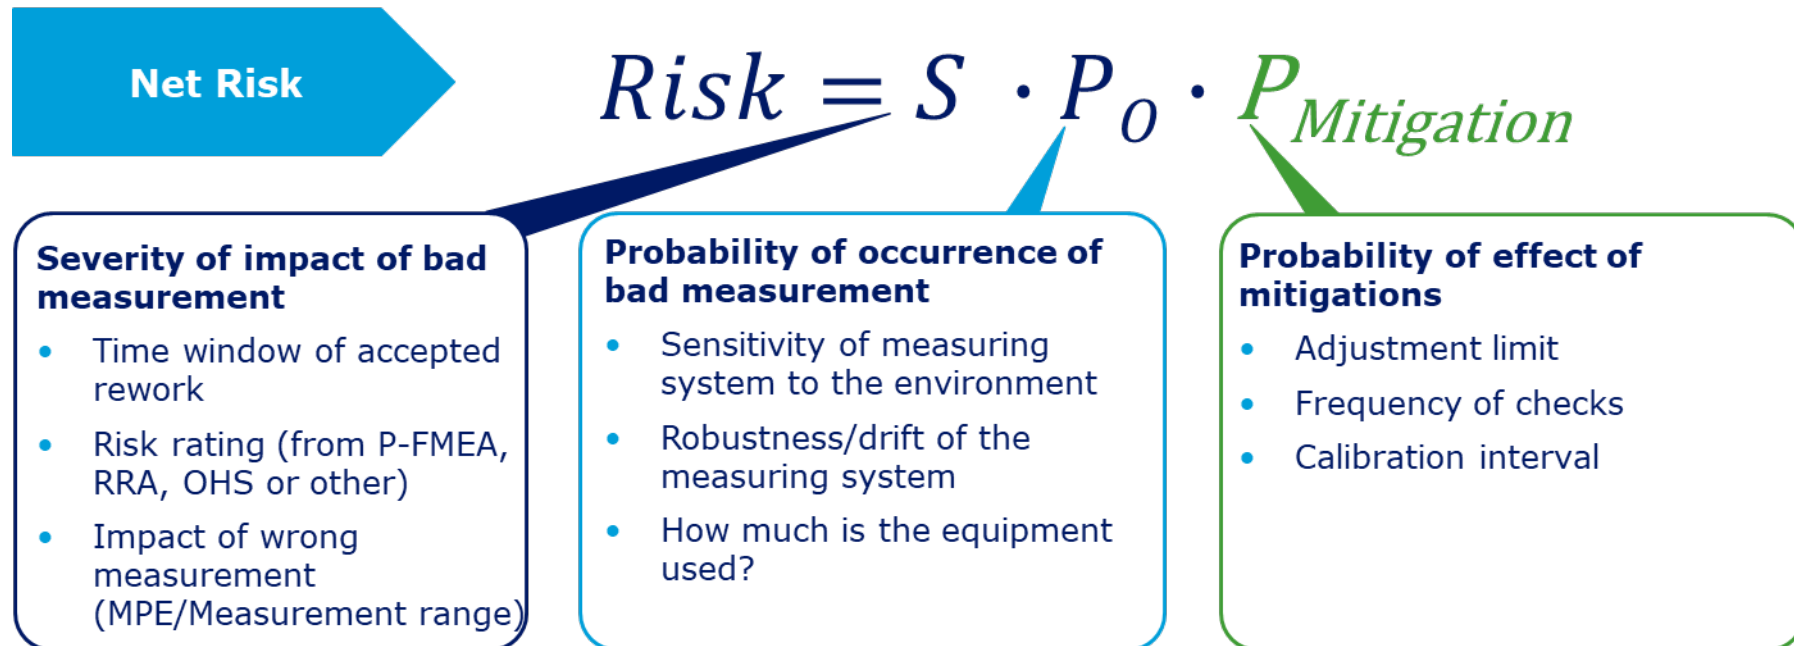 Net Risk
Risk = S · P_O · P_Mitigation
Severity of impact of bad
measurement
• Time window of accepted
rework
• Risk rating (from P-FMEA,
RRA, OHS or other)
• Impact of wrong
measurement
(MPE/Measurement range)
Probability of occurrence of
bad measurement
• Sensitivity of measuring
system to the environment
• Robustness/drift of the
measuring system
• How much is the equipment
used?
Probability of effect of
mitigations
• Adjustment limit
• Frequency of checks
• Calibration interval